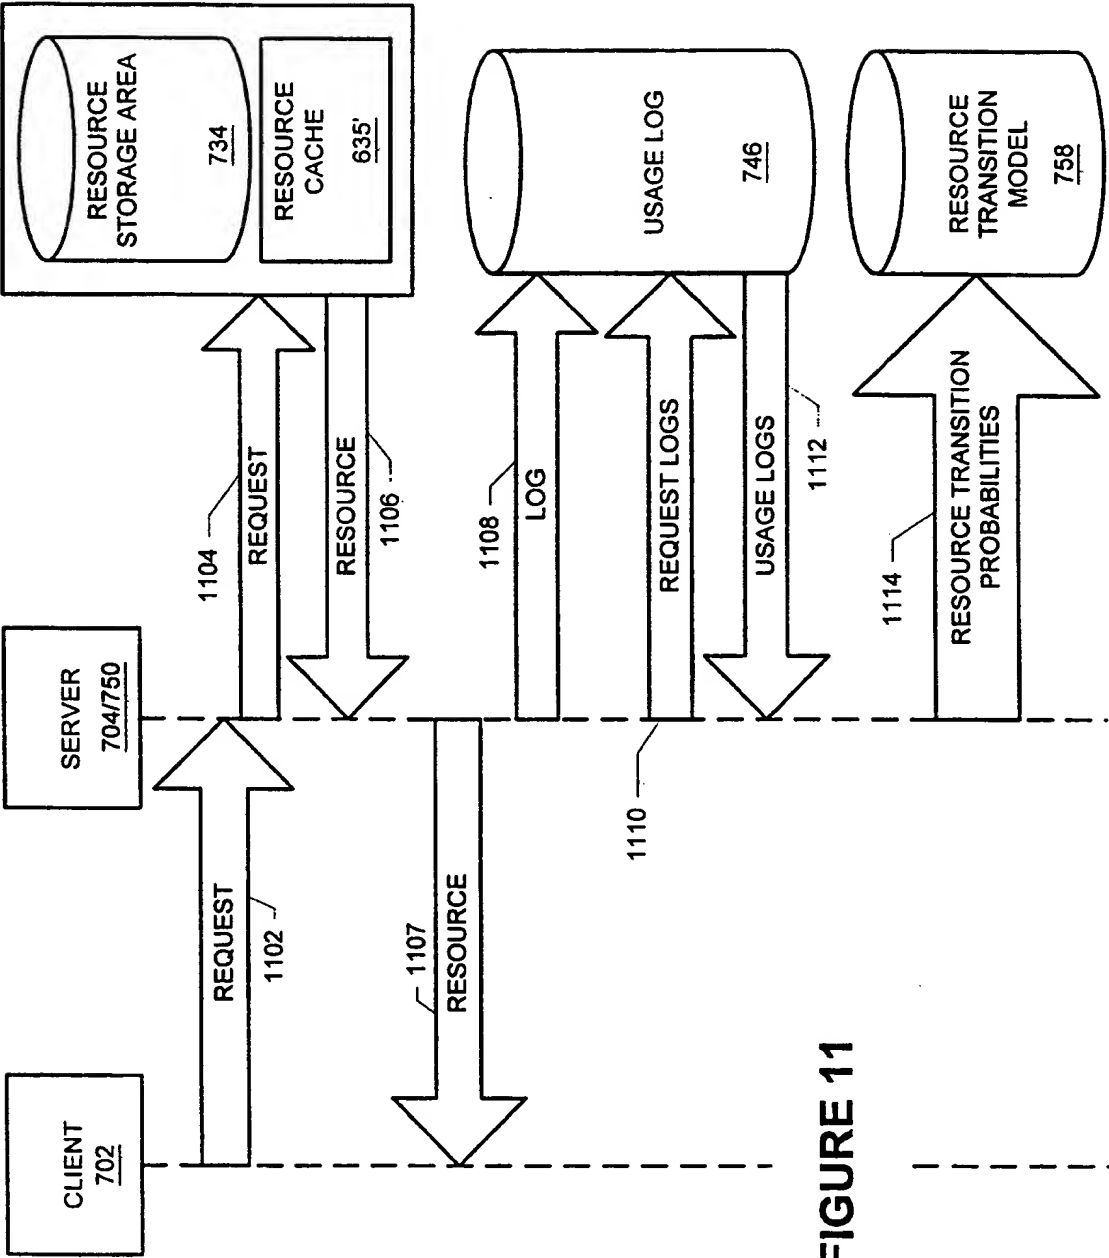 CLIENT
702
SERVER
704/750
RESOURCE
STORAGE AREA
734
RESOURCE
CACHE
635'
REQUEST
1102
1104
REQUEST
RESOURCE
1106
1107
RESOURCE
1108
LOG
USAGE LOG
746
1110
REQUEST LOGS
USAGE LOGS
1112
1114
RESOURCE TRANSITION
PROBABILITIES
RESOURCE
TRANSITION
MODEL
758
FIGURE 11